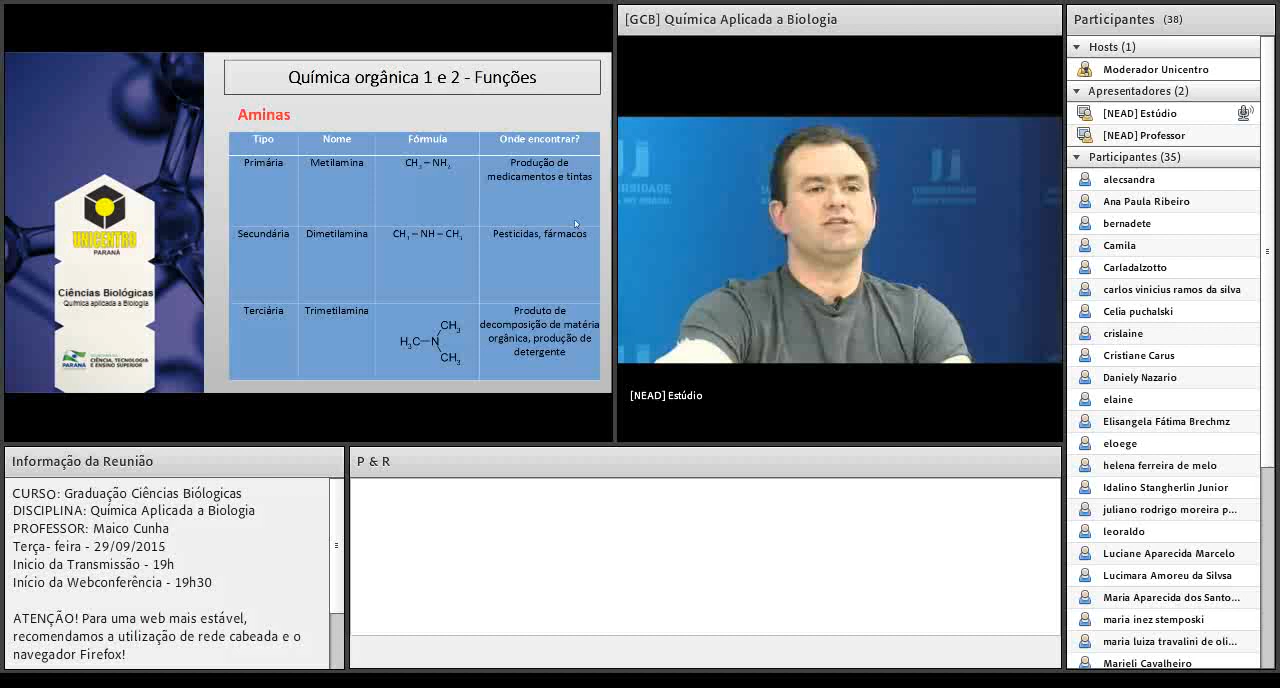 Química orgânica 1 e 2 - Funções
Aminas
Tipo Nome Fórmula Onde encontrar?
Primária Metilamina CH3 – NH2 Produção de
medicamentos e tintas
Secundária Dimetilamina CH3 – NH – CH3 Pesticidas, fármacos
Terciária Trimetilamina Produto de
decomposição de matéria
orgânica, produção de
detergente
CH3
H3C–N
CH3
UNICENTRO
PARANÁ
Ciências Biológicas
Química aplicada a Biologia
PARANÁ
CIÊNCIA, TECNOLOGIA
E ENSINO SUPERIOR
[GCB] Química Aplicada a Biologia
[NEAD] Estúdio
Participantes (38)
Hosts (1)
Moderador Unicentro
Apresentadores (2)
[NEAD] Estúdio
[NEAD] Professor
Participantes (35)
alecsandra
Ana Paula Ribeiro
bernadete
Camila
Carladalzotto
carlos vinicius ramos da silva
Celia puchalski
crislaine
Cristiane Carus
Daniely Nazario
elaine
Elisangela Fátima Brechmz
eloege
helena ferreira de melo
Idalino Stangherlin Junior
juliano rodrigo moreira p...
leoraldo
Luciane Aparecida Marcelo
Lucimara Amoreu da Silvsa
Maria Aparecida dos Santo...
maria inez stemposki
maria luiza travalini de oli...
Marieli Cavalheiro
Informação da Reunião
CURSO: Graduação Ciências Biólogicas
DISCIPLINA: Química Aplicada a Biologia
PROFESSOR: Maico Cunha
Terça- feira - 29/09/2015
Inicio da Transmissão - 19h
Início da Webconferência - 19h30
ATENÇÃO! Para uma web mais estável,
recomendamos a utilização de rede cabeada e o
navegador Firefox!
P & R